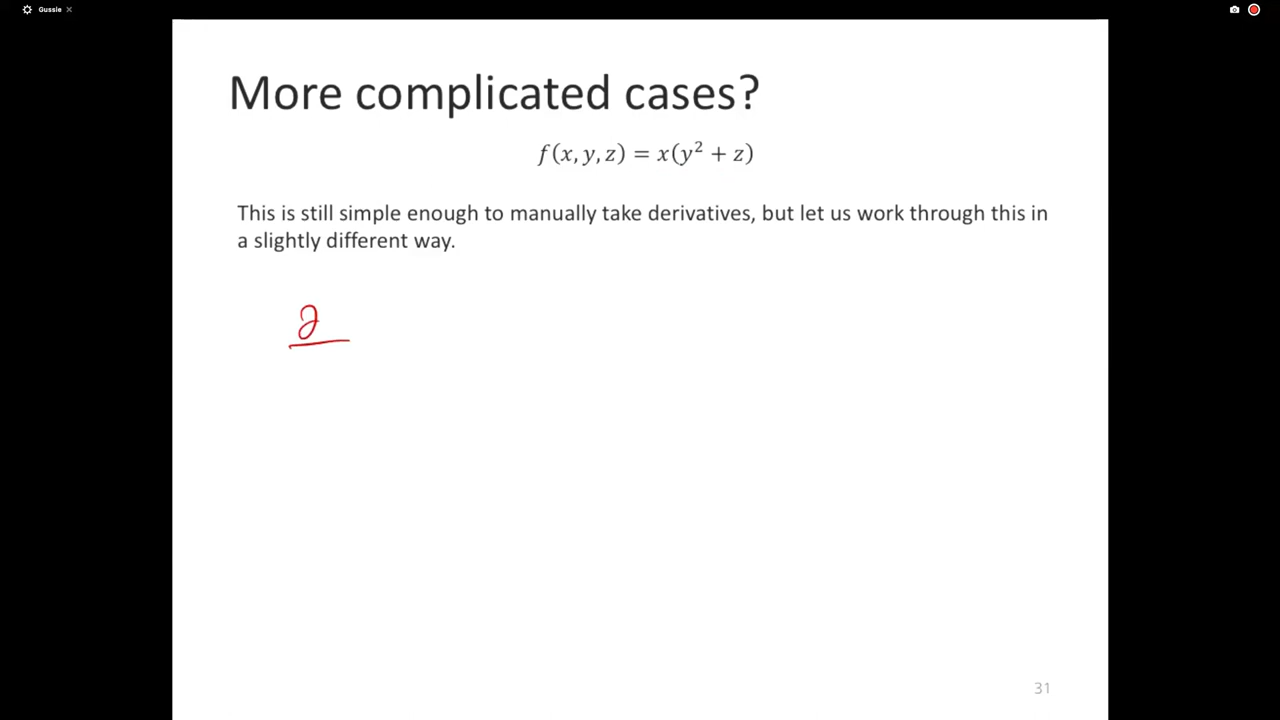 Gussie ×
More complicated cases?
f(x, y, z) = x(y² + z)
This is still simple enough to manually take derivatives, but let us work through this in
a slightly different way.
∂
31